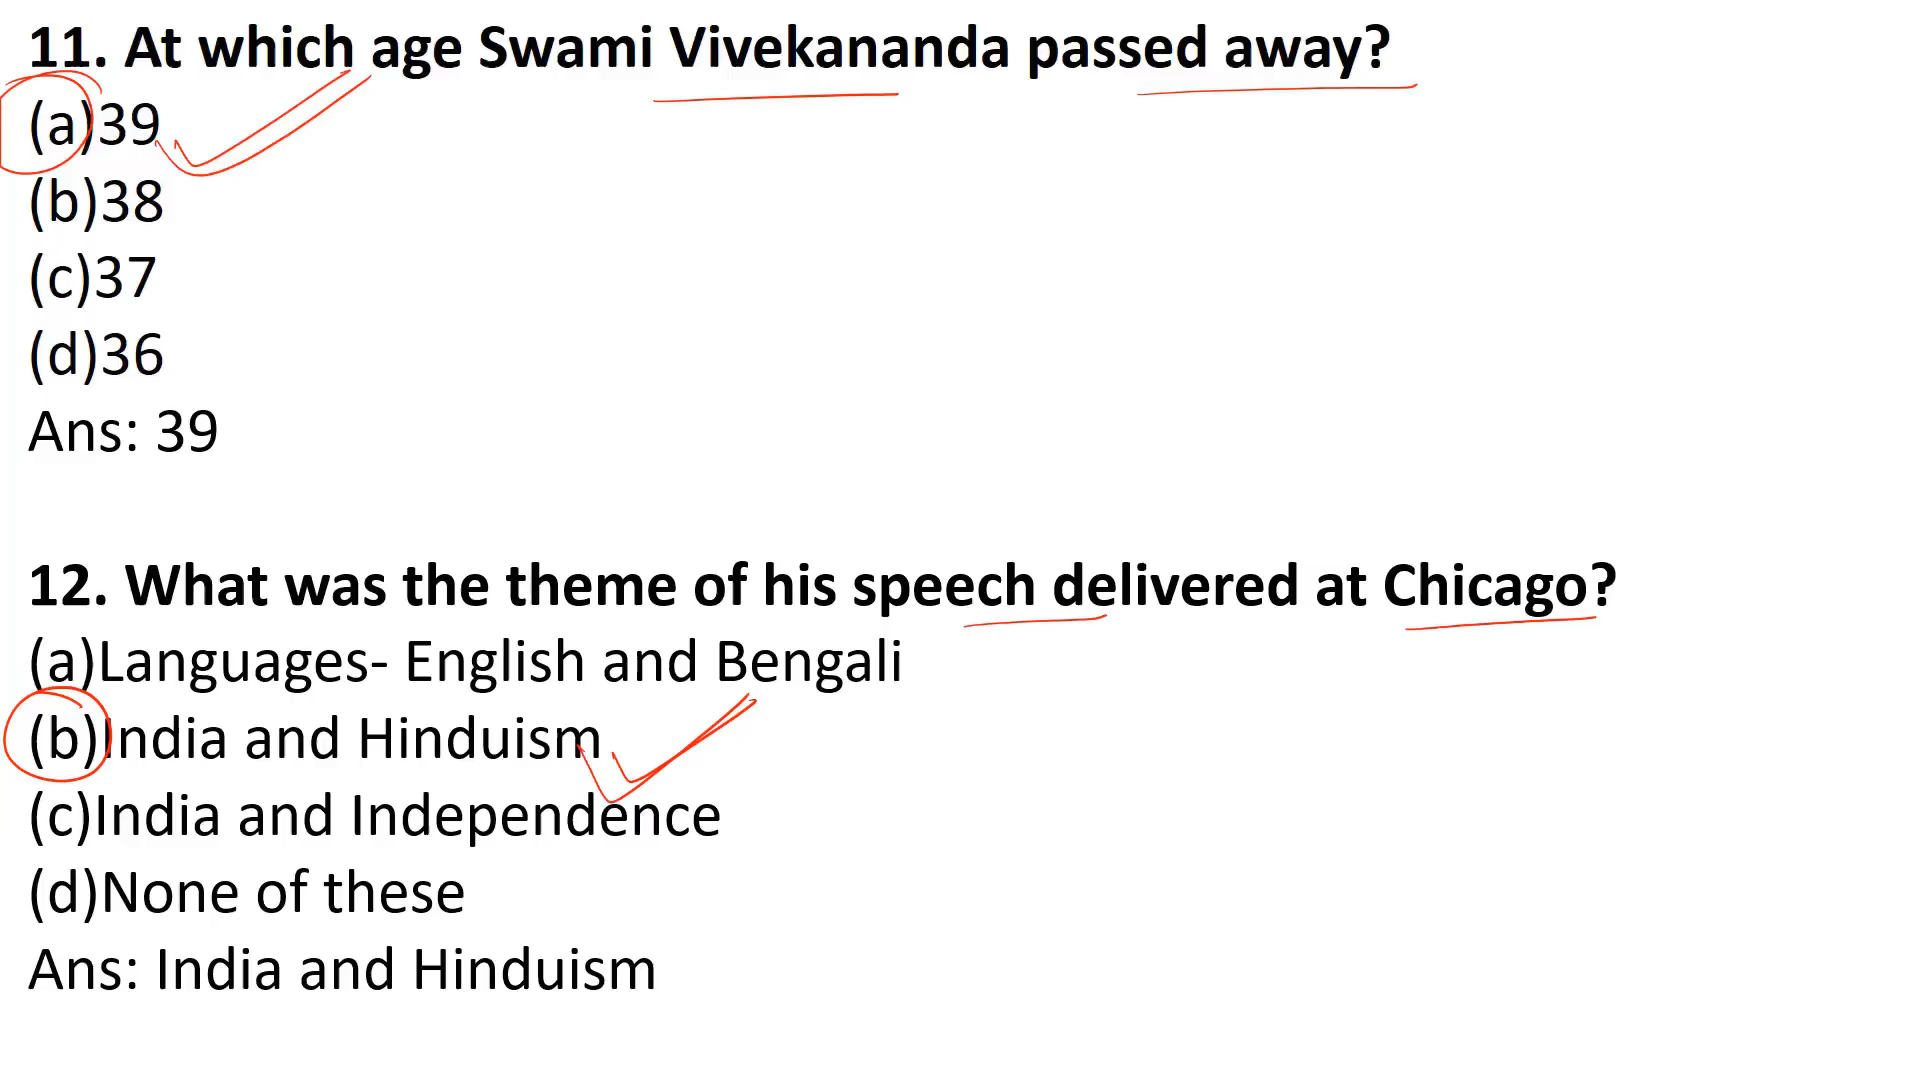 11. At which age Swami Vivekananda passed away?
(a)39
(b)38
(c)37
(d)36
Ans: 39
12. What was the theme of his speech delivered at Chicago?
(a)Languages- English and Bengali
(b)India and Hinduism
(c)India and Independence
(d)None of these
Ans: India and Hinduism